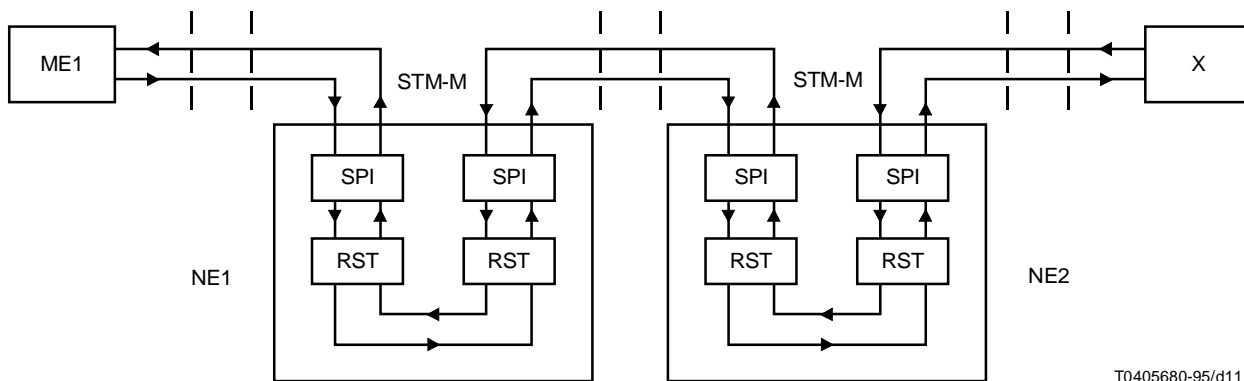 ME1
STM-M
STM-M
X
SPI
SPI
SPI
SPI
RST
RST
RST
RST
NE1
NE2
T0405680-95/d11